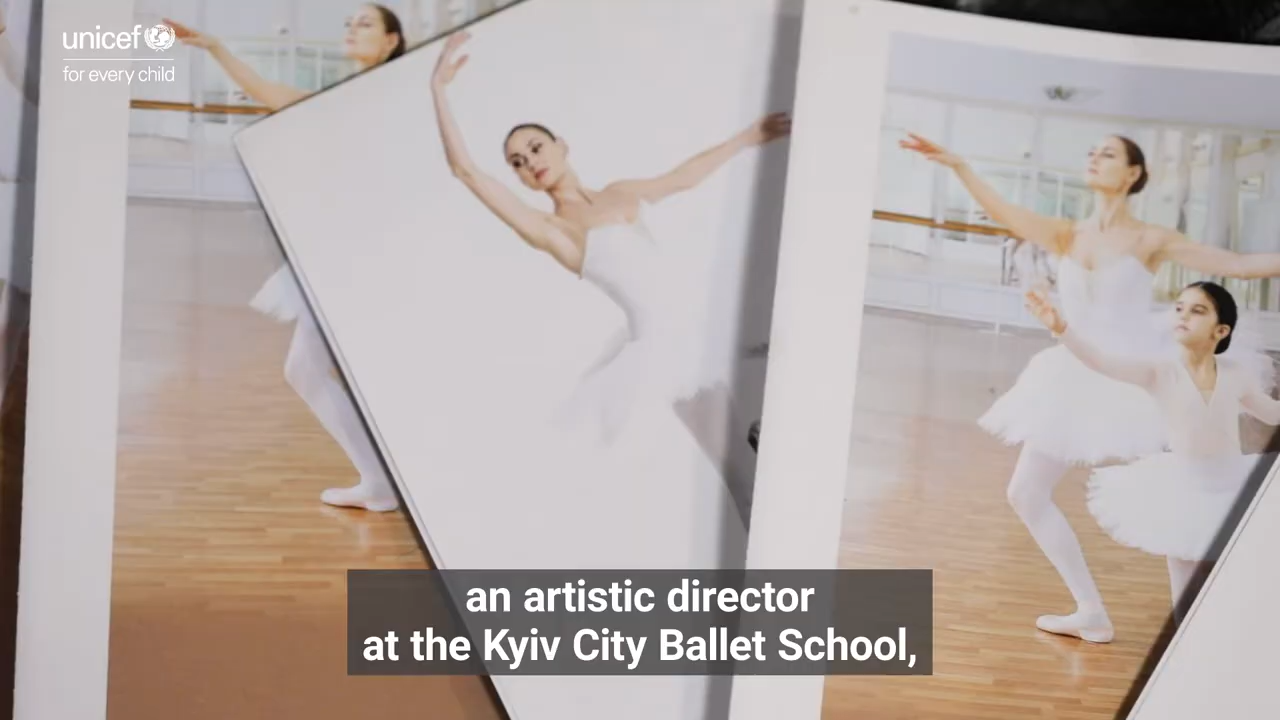 unicef
for every child
an artistic director
at the Kyiv City Ballet School,